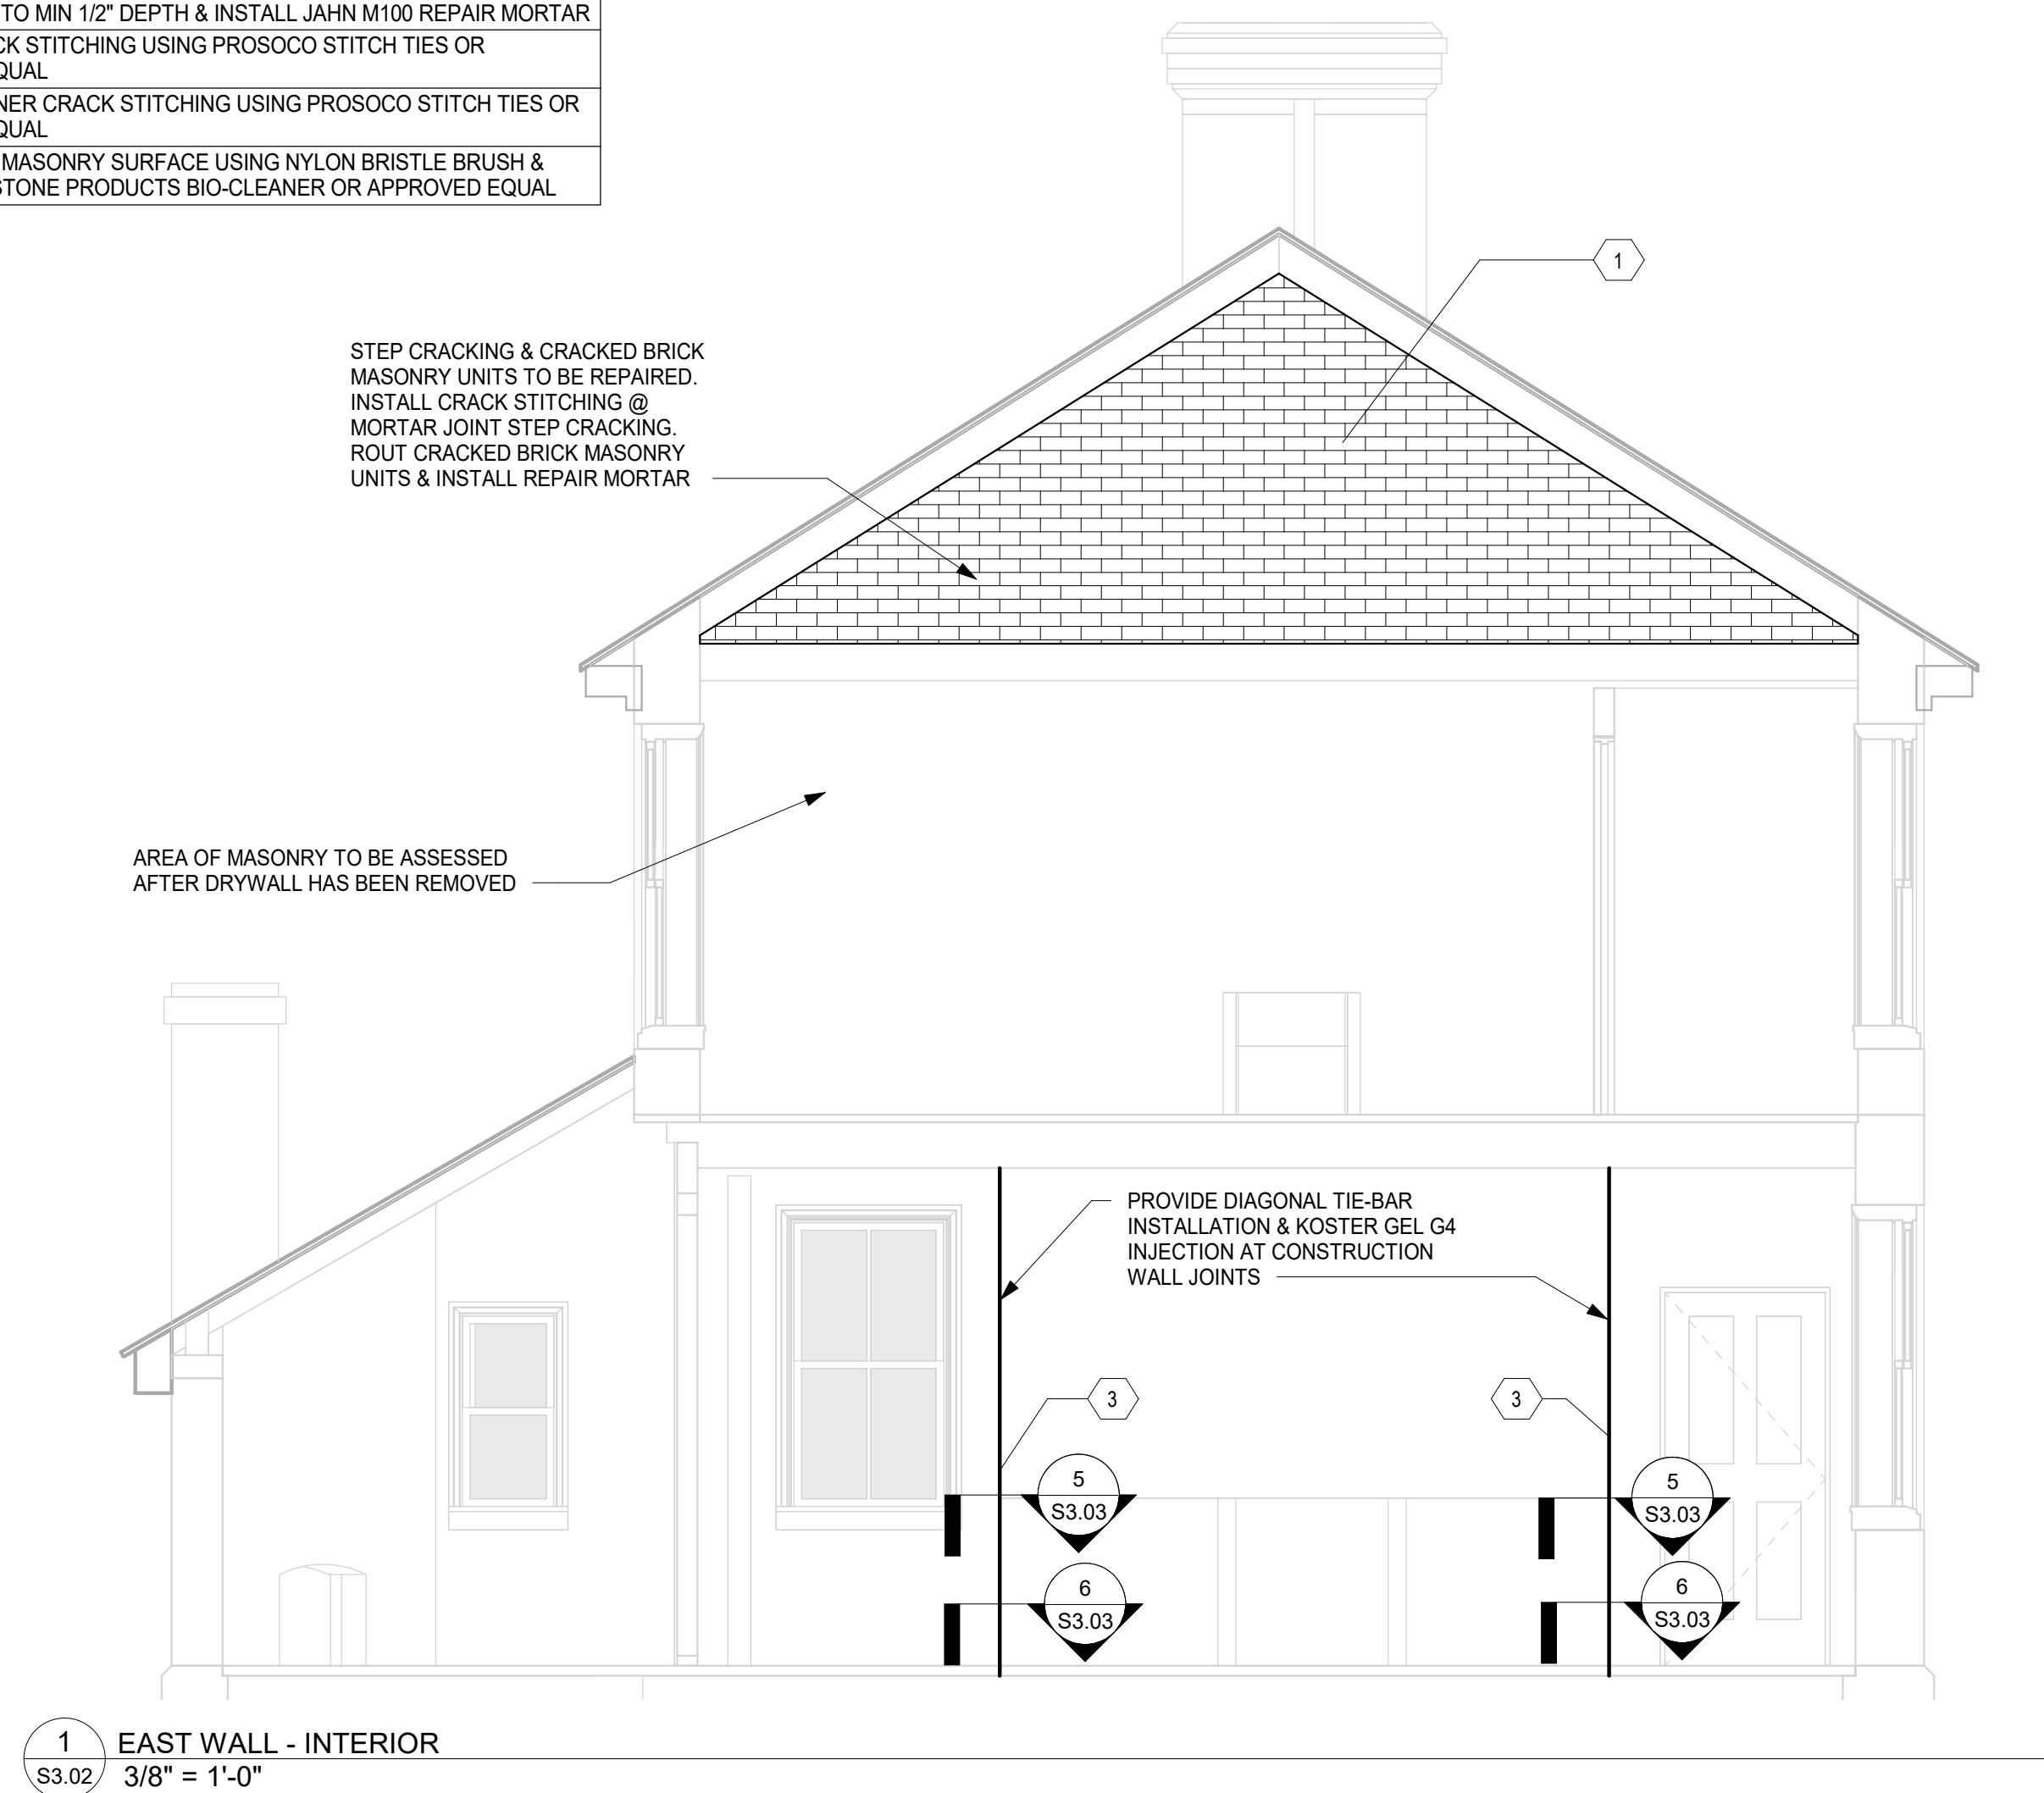 TO MIN 1/2" DEPTH & INSTALL JAHN M100 REPAIR MORTAR
STITCHING USING PROSOCO STITCH TIES OR
CRACK STITCHING USING PROSOCO STITCH TIES OR
MASONRY SURFACE USING NYLON BRISTLE BRUSH &
STONE PRODUCTS BIO-CLEANER OR APPROVED EQUAL
1
STEP CRACKING & CRACKED BRICK
MASONRY UNITS TO BE REPAIRED.
INSTALL CRACK STITCHING @
MORTAR JOINT STEP CRACKING.
ROUT CRACKED BRICK MASONRY
UNITS & INSTALL REPAIR MORTAR
AREA OF MASONRY TO BE ASSESSED
AFTER DRYWALL HAS BEEN REMOVED
PROVIDE DIAGONAL TIE-BAR
INSTALLATION & KOSTER GEL G4
INJECTION AT CONSTRUCTION
WALL JOINTS
3
3
5
S3.03
5
S3.03
6
S3.03
6
S3.03
1
S3.02
EAST WALL - INTERIOR
3/8" = 1'-0"